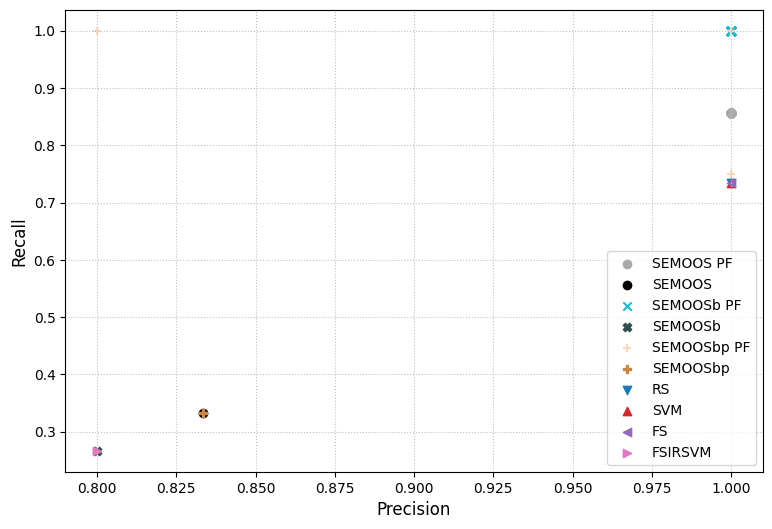 1.0
0.9
0.8
0.7
0.6
0.5
0.4
0.3
Recall
0.800
0.825
0.850
0.875
0.900
0.925
0.950
0.975
1.000
Precision
SEMOOS PF
SEMOOS
SEMOOSb PF
SEMOOSb
SEMOOSbp PF
SEMOOSbp
RS
SVM
FS
FSIRSVM